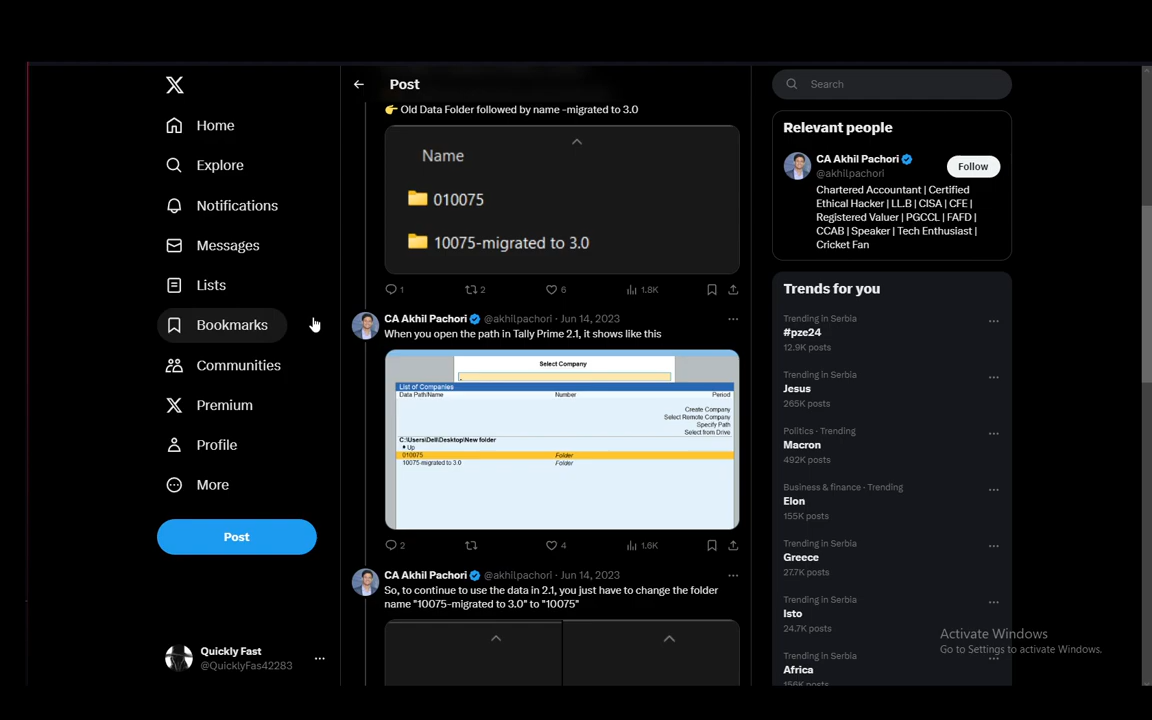 Home
Explore
Notifications
Messages
Lists
Bookmarks
Communities
Premium
Profile
More
Post
Quickly Fast
@QuicklyFas42283
Post
👉 Old Data Folder followed by name -migrated to 3.0
Name
010075
10075-migrated to 3.0
1
2
6
1.8K
CA Akhil Pachori @akhilpachori · Jun 14, 2023
When you open the path in Tally Prime 2.1, it shows like this
Select Company
List of Companies
Data Path/Name Number Period
Create Company
Select Remote Company
Specify Path
Select from Drive
C:\Users\Dell\Desktop\New folder
Up
010075 Folder
10075-migrated to 3.0 Folder
2
4
1.6K
CA Akhil Pachori @akhilpachori · Jun 14, 2023
So, to continue to use the data in 2.1, you just have to change the folder
name "10075-migrated to 3.0" to "10075"
Search
Relevant people
CA Akhil Pachori
@akhilpachori
Follow
Chartered Accountant | Certified
Ethical Hacker | LL.B | CISA | CFE |
Registered Valuer | PGCCL | FAFD |
CCAB | Speaker | Tech Enthusiast |
Cricket Fan
Trends for you
Trending in Serbia
#pze24
12.9K posts
Trending in Serbia
Jesus
265K posts
Politics · Trending
Macron
492K posts
Business & finance · Trending
Elon
155K posts
Trending in Serbia
Greece
27.7K posts
Trending in Serbia
Isto
24.7K posts
Trending in Serbia
Africa
156K posts
Activate Windows
Go to Settings to activate Windows.